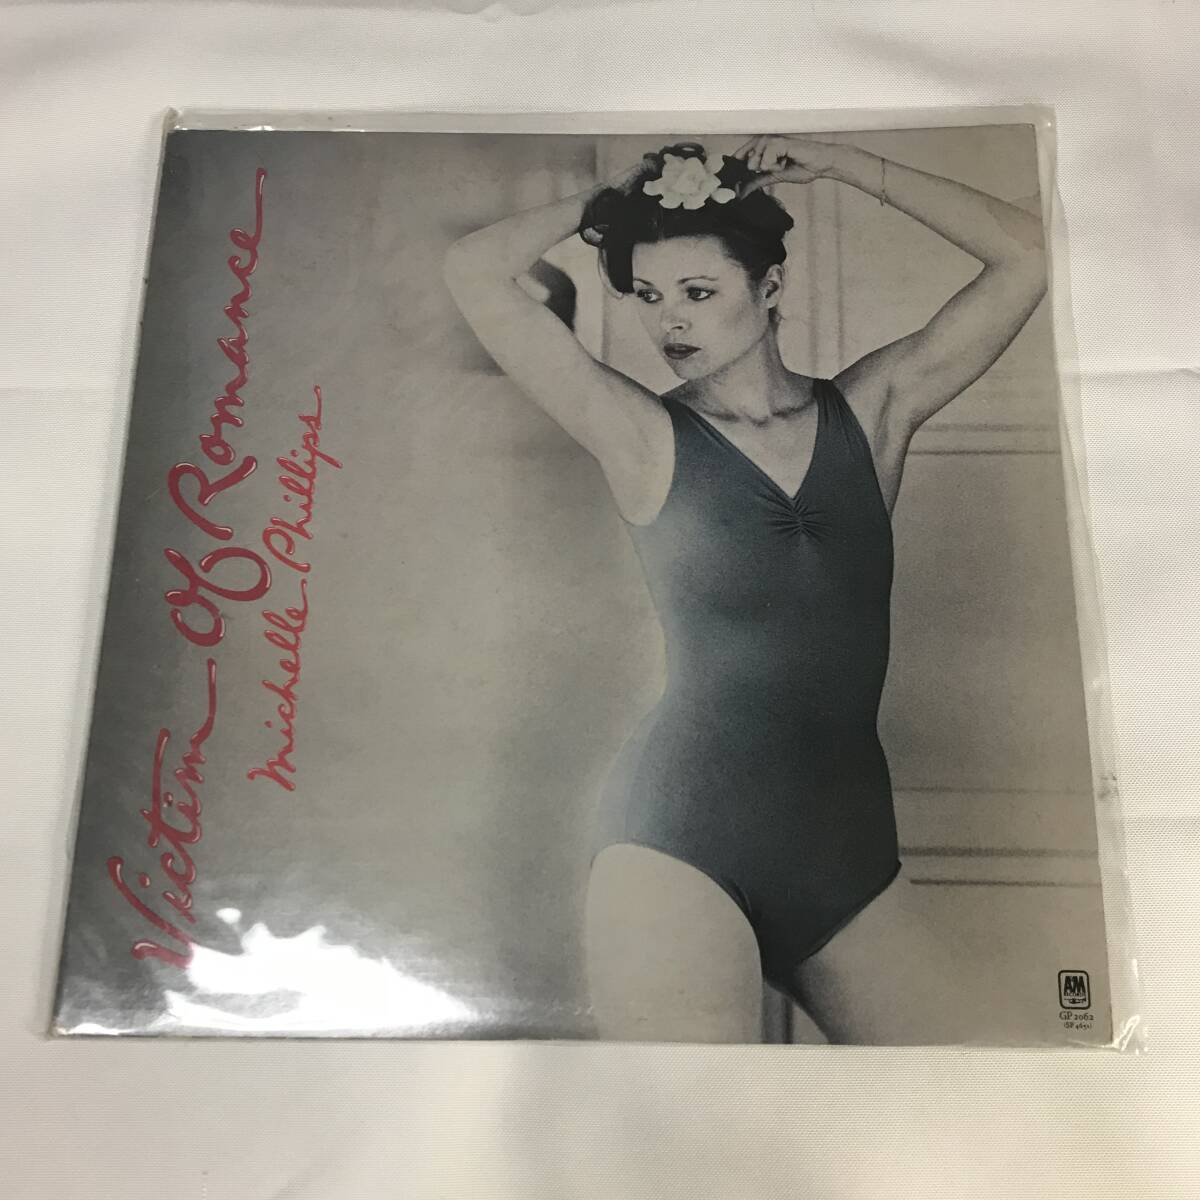 Victim Of Romance
Michelle Phillips
A&M
GP 2062
(SP 4651)